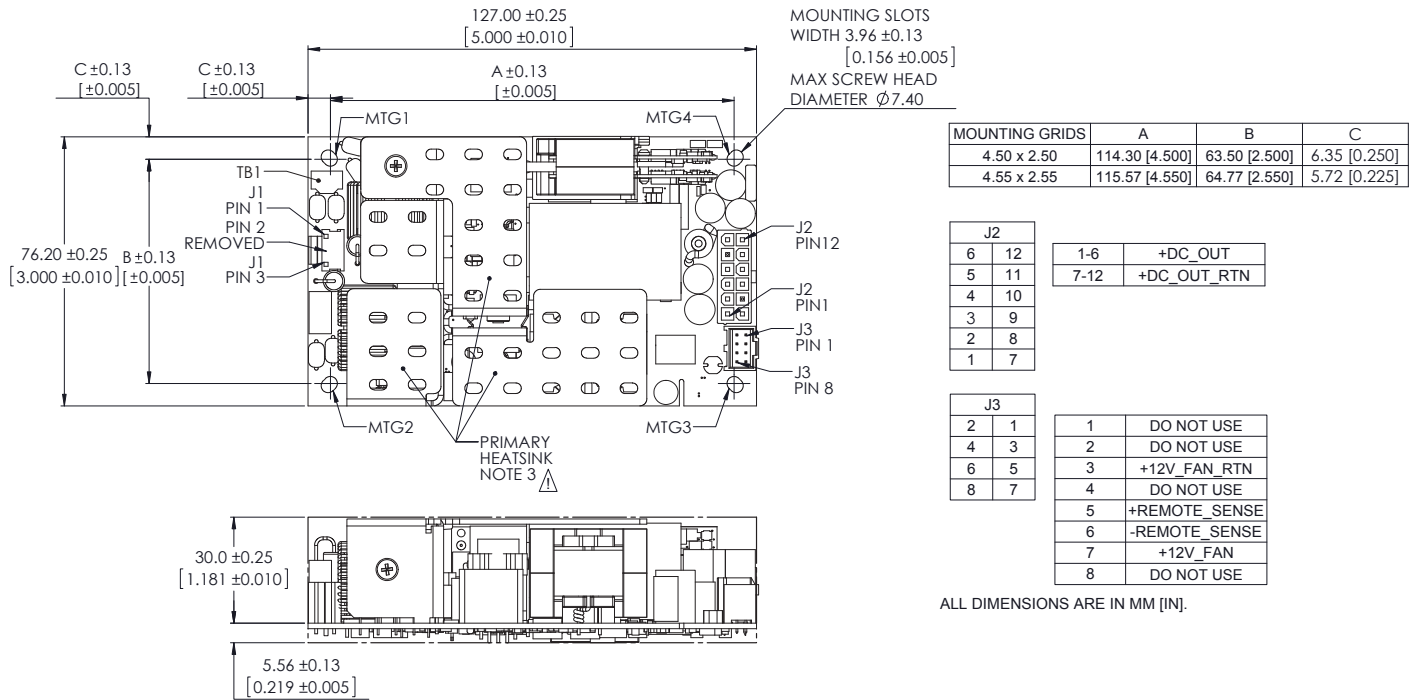 127.00 ±0.25
[5.000 ±0.010]
MOUNTING SLOTS
WIDTH 3.96 ±0.13
[0.156 ±0.005]
MAX SCREW HEAD
DIAMETER Ø7.40
C ±0.13
[±0.005]
C ±0.13
[±0.005]
A ±0.13
[±0.005]
MTG1
MTG4
TB1
J1
PIN 1
PIN 2
REMOVED
J1
PIN 3
76.20 ±0.25
[3.000 ±0.010]
B ±0.13
[±0.005]
J2
PIN12
J2
PIN1
J3
PIN 1
J3
PIN 8
MTG2
MTG3
PRIMARY
HEATSINK
NOTE 3
!
MOUNTING GRIDS A B C
4.50 x 2.50 114.30 [4.500] 63.50 [2.500] 6.35 [0.250]
4.55 x 2.55 115.57 [4.550] 64.77 [2.550] 5.72 [0.225]
J2
6 12
5 11
4 10
3 9
2 8
1 7
1-6 +DC_OUT
7-12 +DC_OUT_RTN
J3
2 1
4 3
6 5
8 7
1 DO NOT USE
2 DO NOT USE
3 +12V_FAN_RTN
4 DO NOT USE
5 +REMOTE_SENSE
6 -REMOTE_SENSE
7 +12V_FAN
8 DO NOT USE
30.0 ±0.25
[1.181 ±0.010]
5.56 ±0.13
[0.219 ±0.005]
ALL DIMENSIONS ARE IN MM [IN].